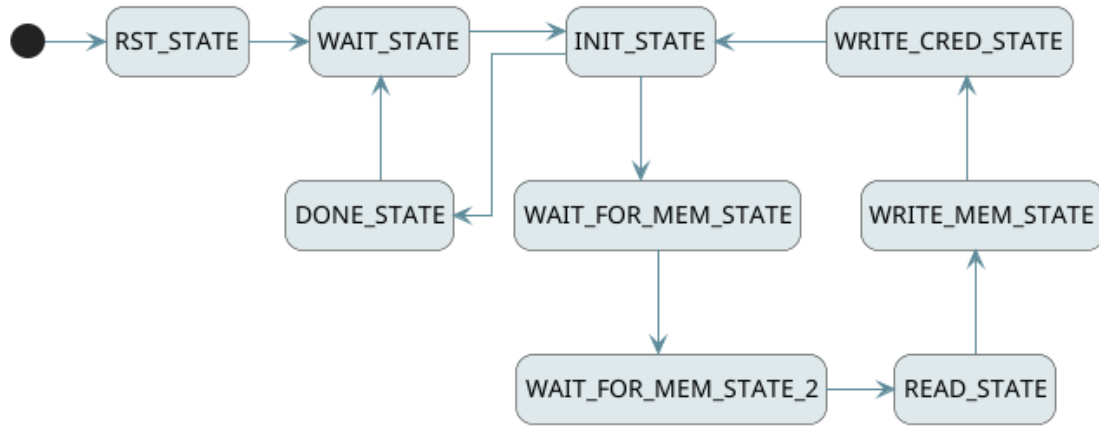 RST_STATE
WAIT_STATE
INIT_STATE
WRITE_CRED_STATE
DONE_STATE
WAIT_FOR_MEM_STATE
WRITE_MEM_STATE
WAIT_FOR_MEM_STATE_2
READ_STATE